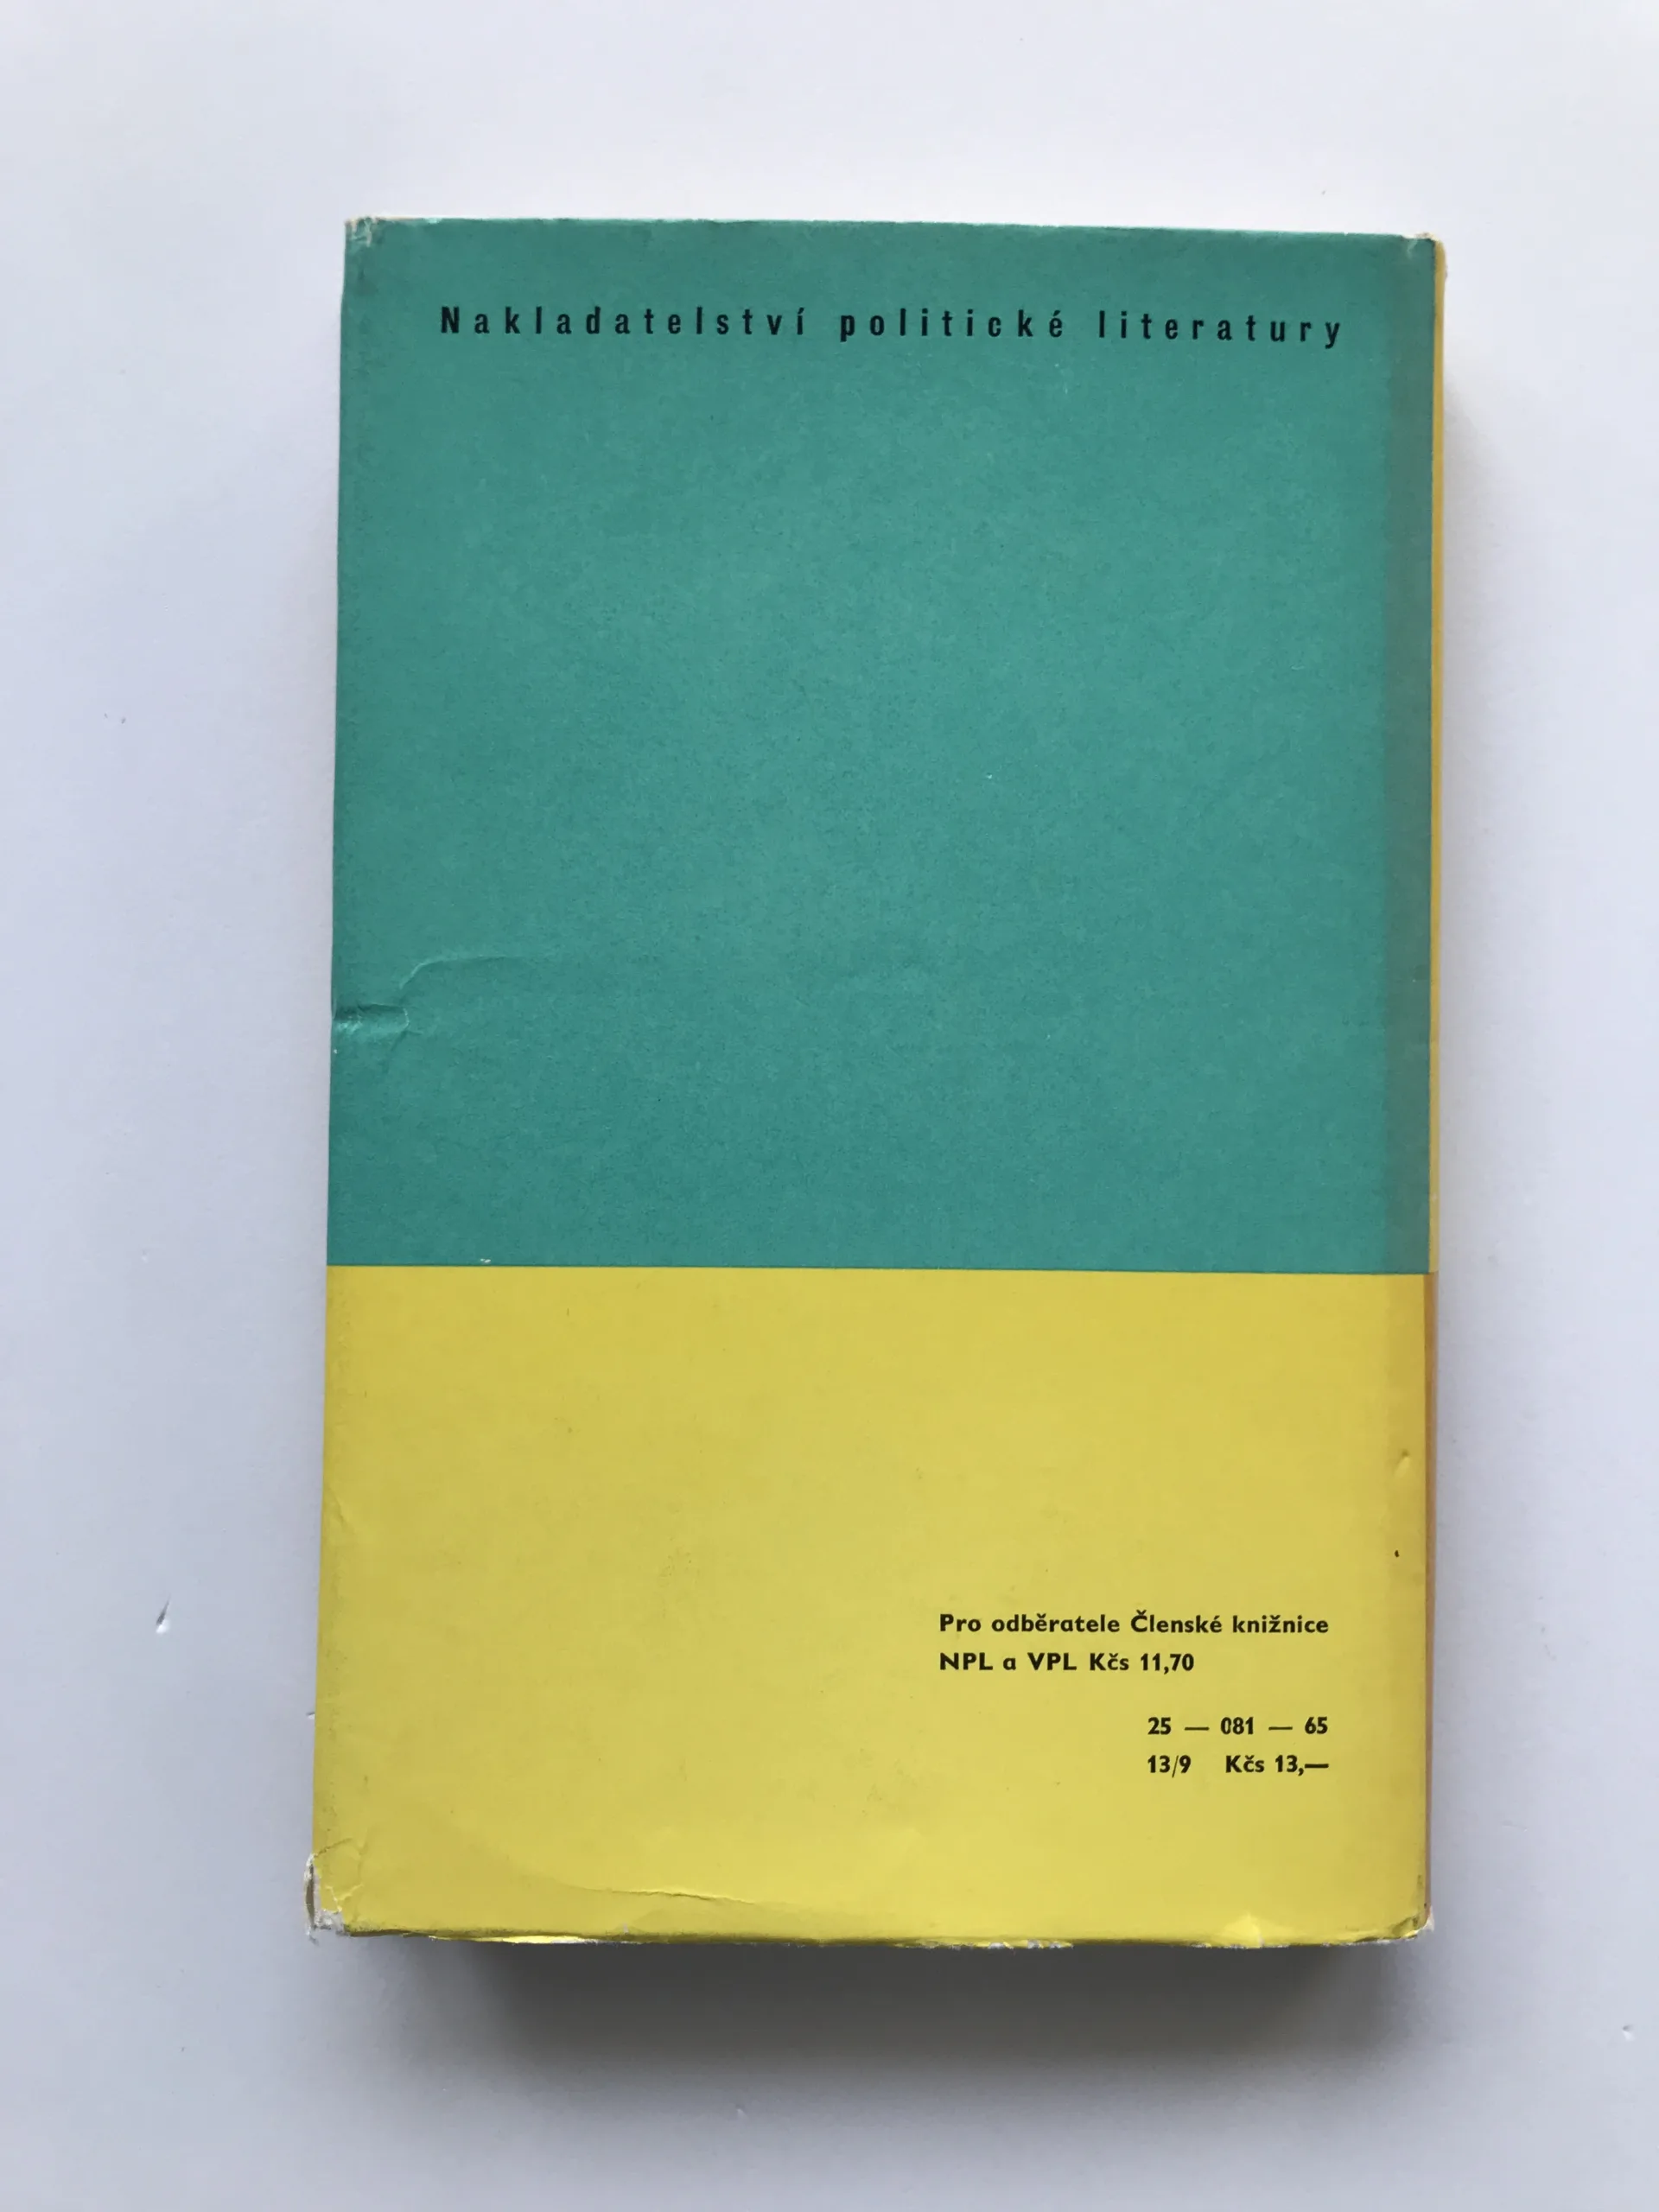 Nakladatelství politické literatury
Pro odběratele Členské knižnice
NPL a VPL Kčs 11,70
25 — 081 — 65
13/9 Kčs 13,—